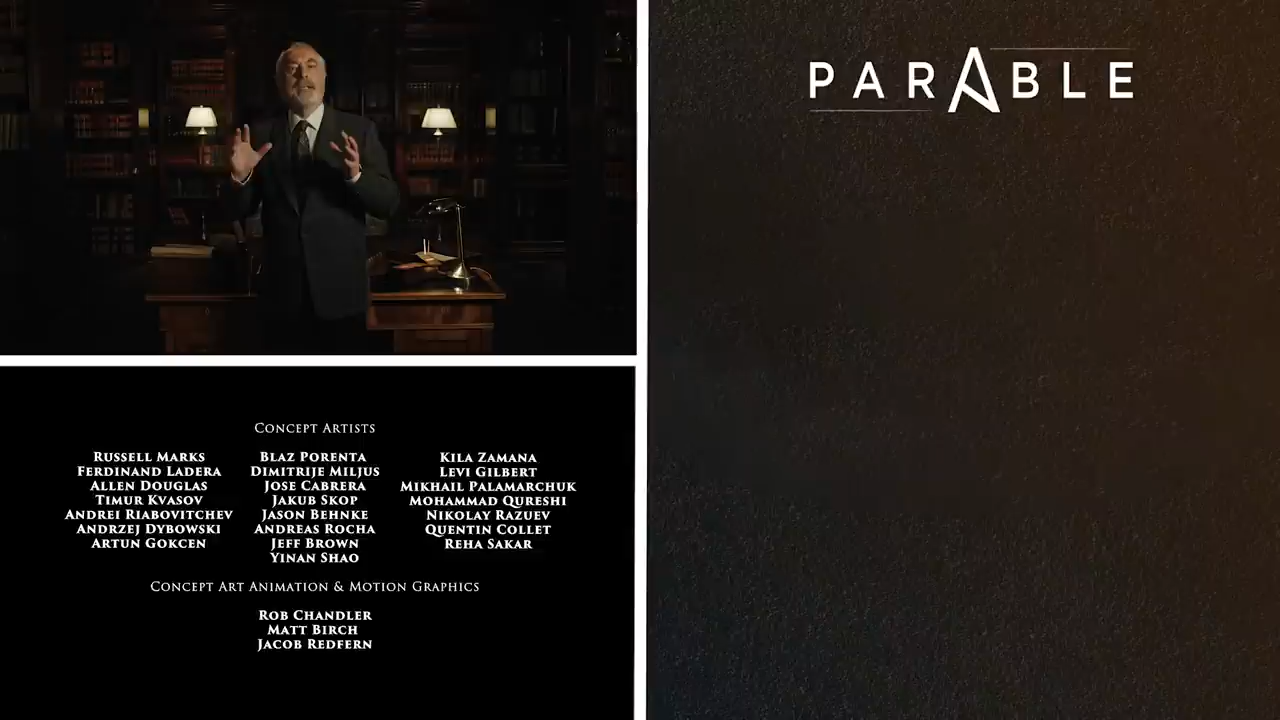 PARABLE
CONCEPT ARTISTS
RUSSELL MARKS
FERDINAND LADERA
ALLEN DOUGLAS
TIMUR KVASOV
ANDREI RIABOVITCHEV
ANDRZEJ DYBOWSKI
ARTUN GOKCEN
BLAZ PORENTA
DIMITRIJE MILJUS
JOSE CABRERA
JAKUB SKOP
JASON BEHNKE
ANDREAS ROCHA
JEFF BROWN
YINAN SHAO
KILA ZAMANA
LEVI GILBERT
MIKHAIL PALAMARCHUK
MOHAMMAD QURESHI
NIKOLAY RAZUEV
QUENTIN COLLET
REHA SAKAR
CONCEPT ART ANIMATION & MOTION GRAPHICS
ROB CHANDLER
MATT BIRCH
JACOB REDFERN